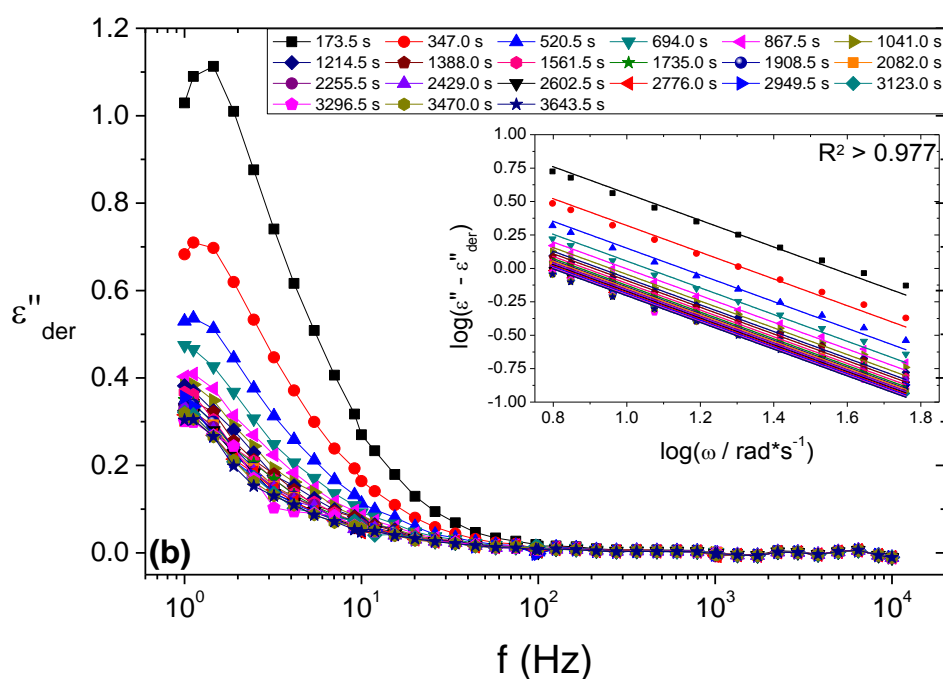 1.2
1.0
0.8
0.6
0.4
0.2
0.0
ε''der
173.5 s 347.0 s 520.5 s 694.0 s 867.5 s 1041.0 s
1214.5 s 1388.0 s 1561.5 s 1735.0 s 1908.5 s 2082.0 s
2255.5 s 2429.0 s 2602.5 s 2776.0 s 2949.5 s 3123.0 s
3296.5 s 3470.0 s 3643.5 s
R² > 0.977
1.00
0.75
0.50
0.25
0.00
-0.25
-0.50
-0.75
-1.00
log(ε'' - ε''der)
0.8 1.0 1.2 1.4 1.6 1.8
log(ω / rad*s⁻¹)
(b)
10⁰ 10¹ 10² 10³ 10⁴
f (Hz)